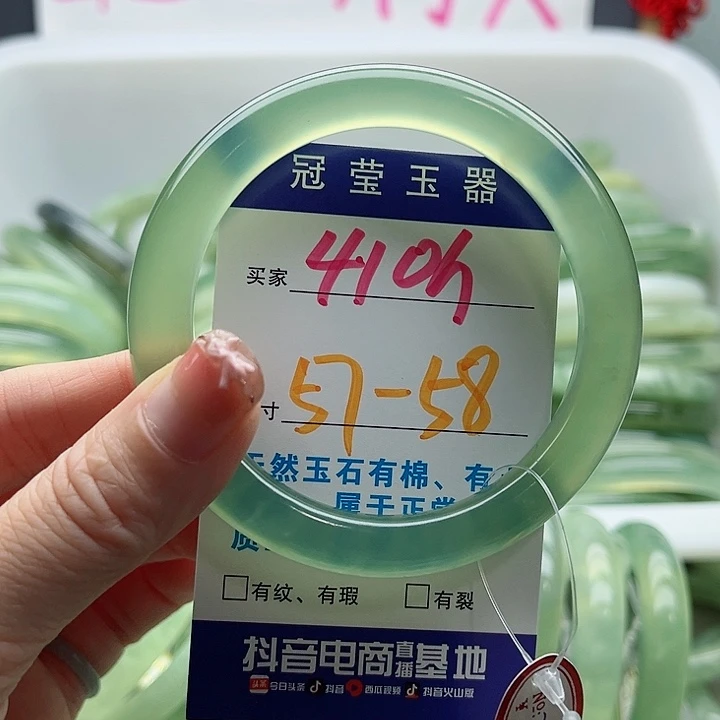 冠莹玉器
买家 410h
寸 57-58
然玉石有棉、有
属于正常
质
有纹、有瑕 有裂
抖音电商直播基地
今日头条 抖音 西瓜视频 抖音火山版